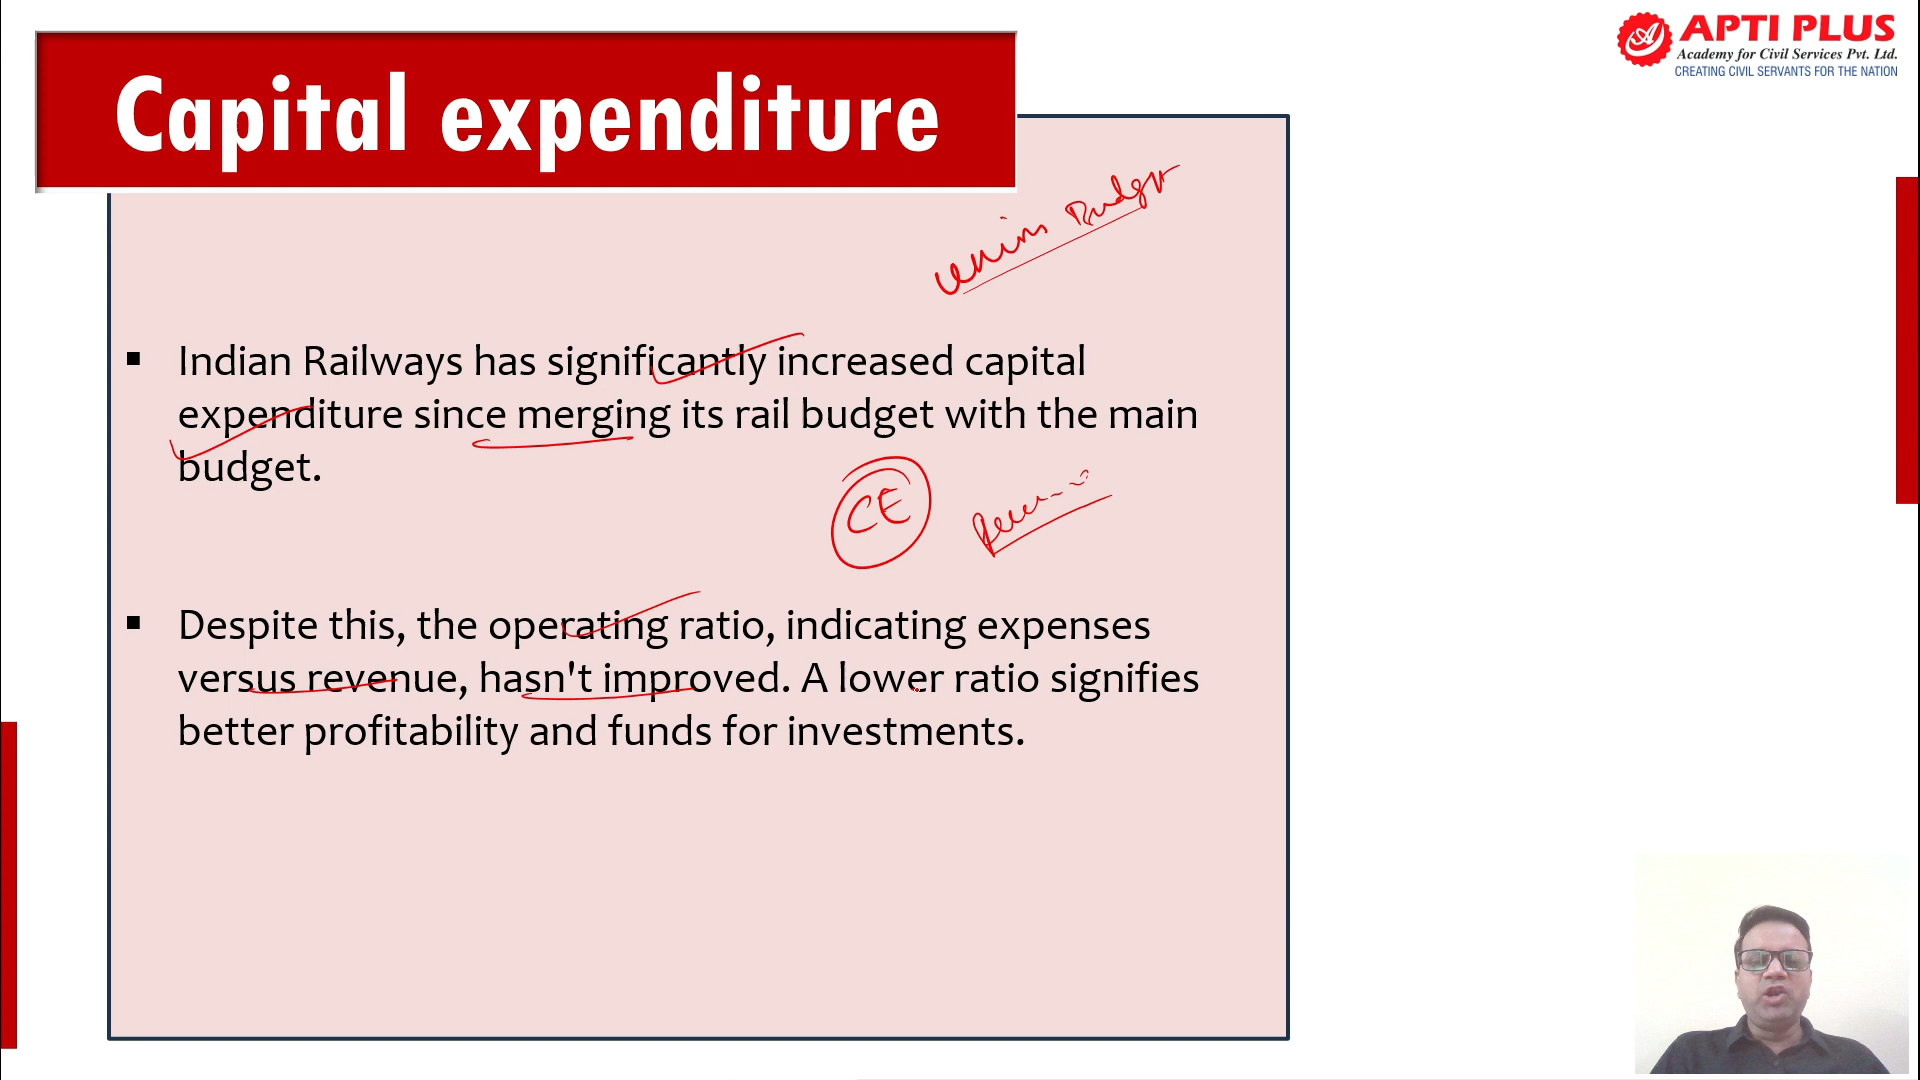 APTI PLUS
Academy for Civil Services Pvt. Ltd.
CREATING CIVIL SERVANTS FOR THE NATION
Capital expenditure
Union Budget
▪ Indian Railways has significantly increased capital
expenditure since merging its rail budget with the main
budget.
CE
▪ Despite this, the operating ratio, indicating expenses
versus revenue, hasn't improved. A lower ratio signifies
better profitability and funds for investments.